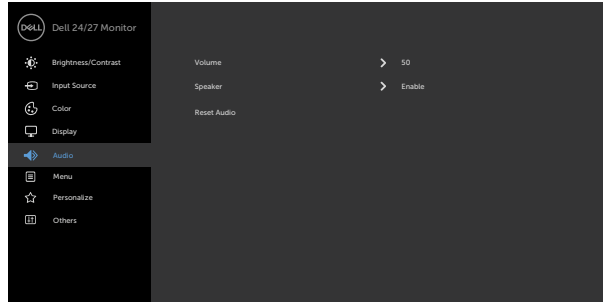 DELL Dell 24/27 Monitor
Brightness/Contrast Volume 50
Input Source Speaker Enable
Color Reset Audio
Display
Audio
Menu
Personalize
Others